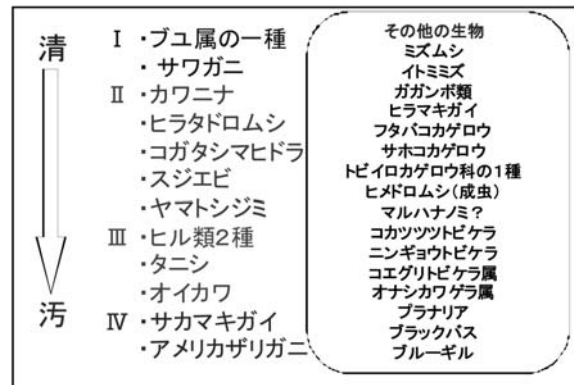 清
汚
Ⅰ ・ブユ属の一種
・サワガニ
Ⅱ ・カワニナ
・ヒラタドロムシ
・コガタシマヒドラ
・スジエビ
・ヤマトシジミ
Ⅲ ・ヒル類2種
・タニシ
・オイカワ
Ⅳ ・サカマキガイ
・アメリカザリガニ
その他の生物
ミズムシ
イトミミズ
ガガンボ類
ヒラマキガイ
フタバコカゲロウ
サホコカゲロウ
トビイロカゲロウ科の1種
ヒメドロムシ(成虫)
マルハナノミ?
コカツツツトビケラ
ニンギョウトビケラ
コエグリトビケラ属
オナシカワゲラ属
プラナリア
ブラックバス
ブルーギル